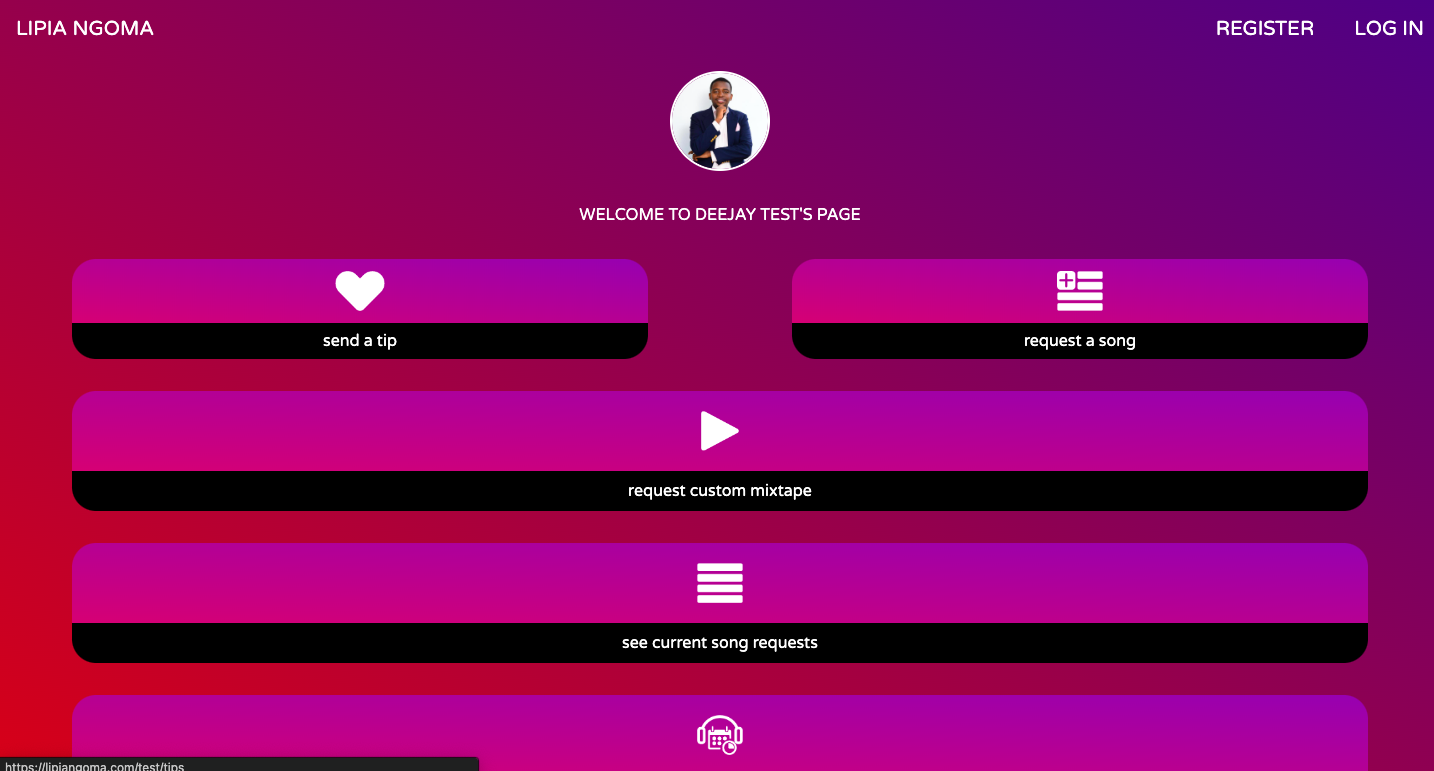 LIPIA NGOMA
REGISTER
LOG IN
WELCOME TO DEEJAY TEST'S PAGE
send a tip
request a song
request custom mixtape
see current song requests
https://lipiangoma.com/test/tips